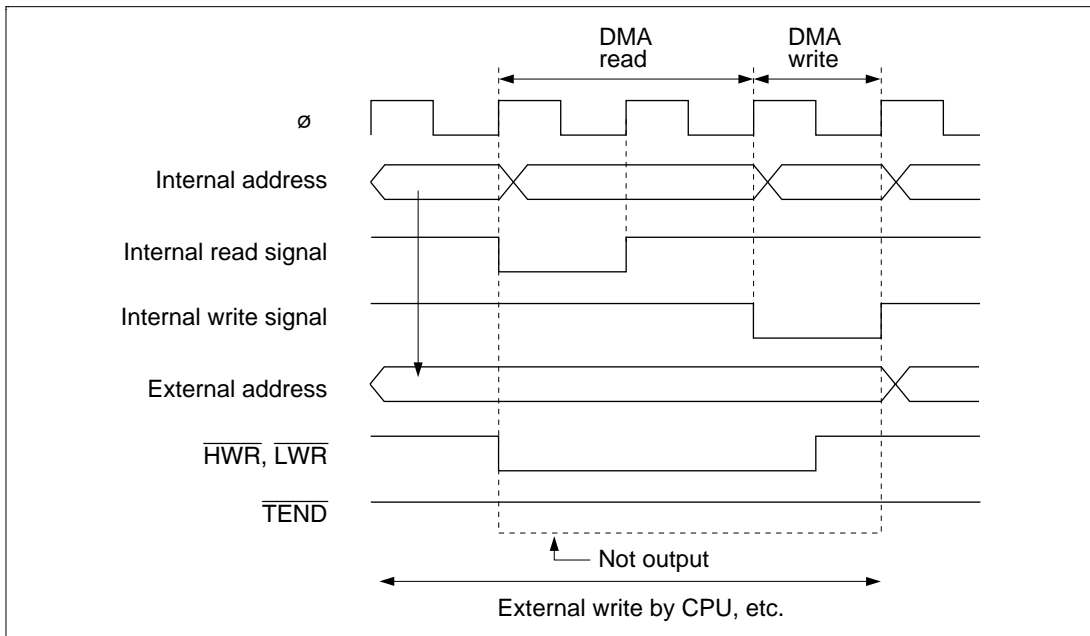 DMA read
DMA write
ø
Internal address
Internal read signal
Internal write signal
External address
HWR, LWR
TEND
Not output
External write by CPU, etc.